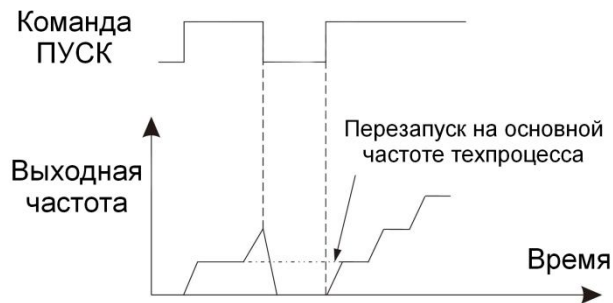 Команда
ПУСК
Перезапуск на основной
частоте техпроцесса
Выходная
частота
Время